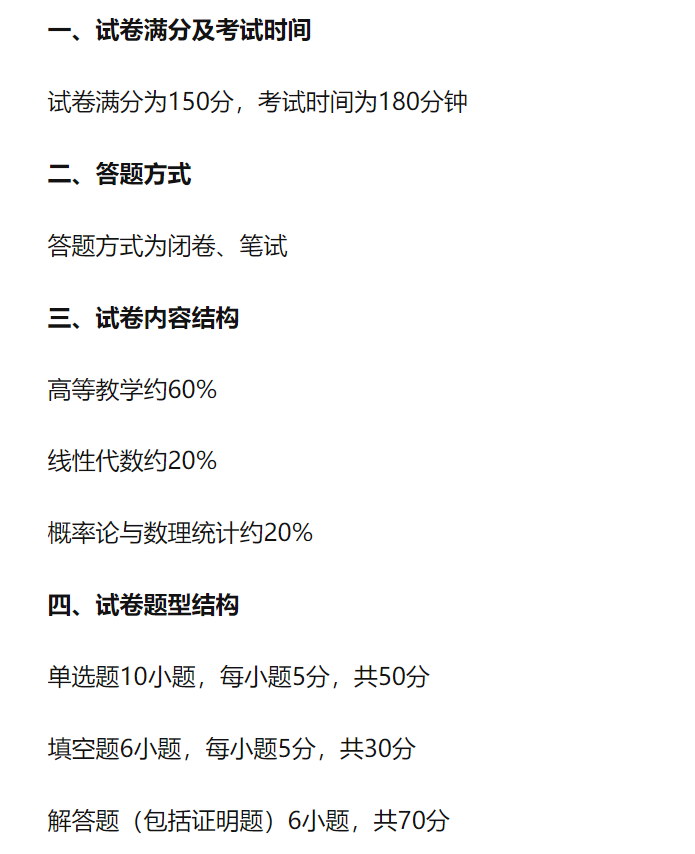 一、试卷满分及考试时间
试卷满分为150分，考试时间为180分钟
二、答题方式
答题方式为闭卷、笔试
三、试卷内容结构
高等教学约60%
线性代数约20%
概率论与数理统计约20%
四、试卷题型结构
单选题10小题，每小题5分，共50分
填空题6小题，每小题5分，共30分
解答题（包括证明题）6小题，共70分